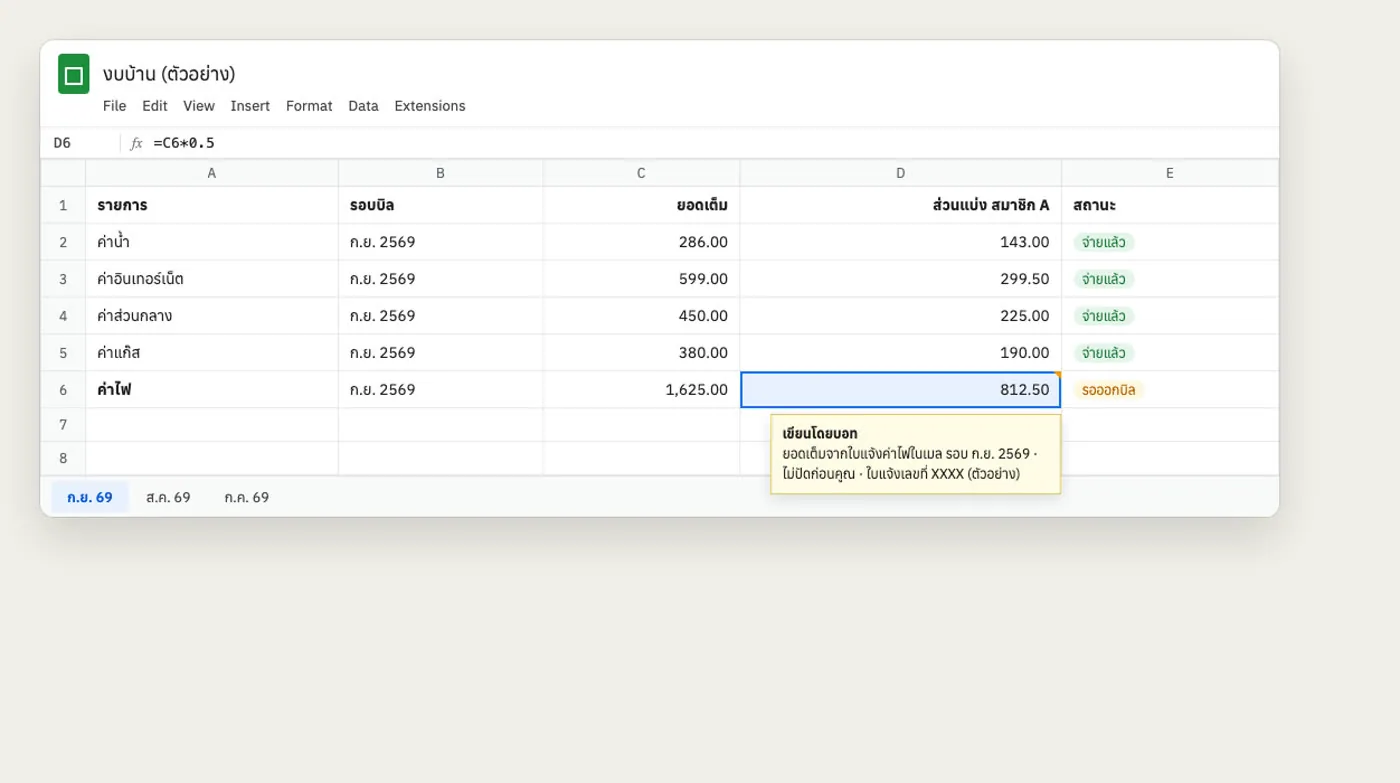 งบบ้าน (ตัวอย่าง)
File Edit View Insert Format Data Extensions
D6 fx =C6*0.5
A B C D E
1 รายการ รอบบิล ยอดเต็ม ส่วนแบ่ง สมาชิก A สถานะ
2 ค่าน้ำ ก.ย. 2569 286.00 143.00 จ่ายแล้ว
3 ค่าอินเทอร์เน็ต ก.ย. 2569 599.00 299.50 จ่ายแล้ว
4 ค่าส่วนกลาง ก.ย. 2569 450.00 225.00 จ่ายแล้ว
5 ค่าแก๊ส ก.ย. 2569 380.00 190.00 จ่ายแล้ว
6 ค่าไฟ ก.ย. 2569 1,625.00 812.50 รอออกบิล
7
8
เขียนโดยบอท
ยอดเต็มจากใบแจ้งค่าไฟในเมล รอบ ก.ย. 2569 ·
ไม่ปัดก่อนคูณ · ใบแจ้งเลขที่ XXXX (ตัวอย่าง)
ก.ย. 69 ส.ค. 69 ก.ค. 69